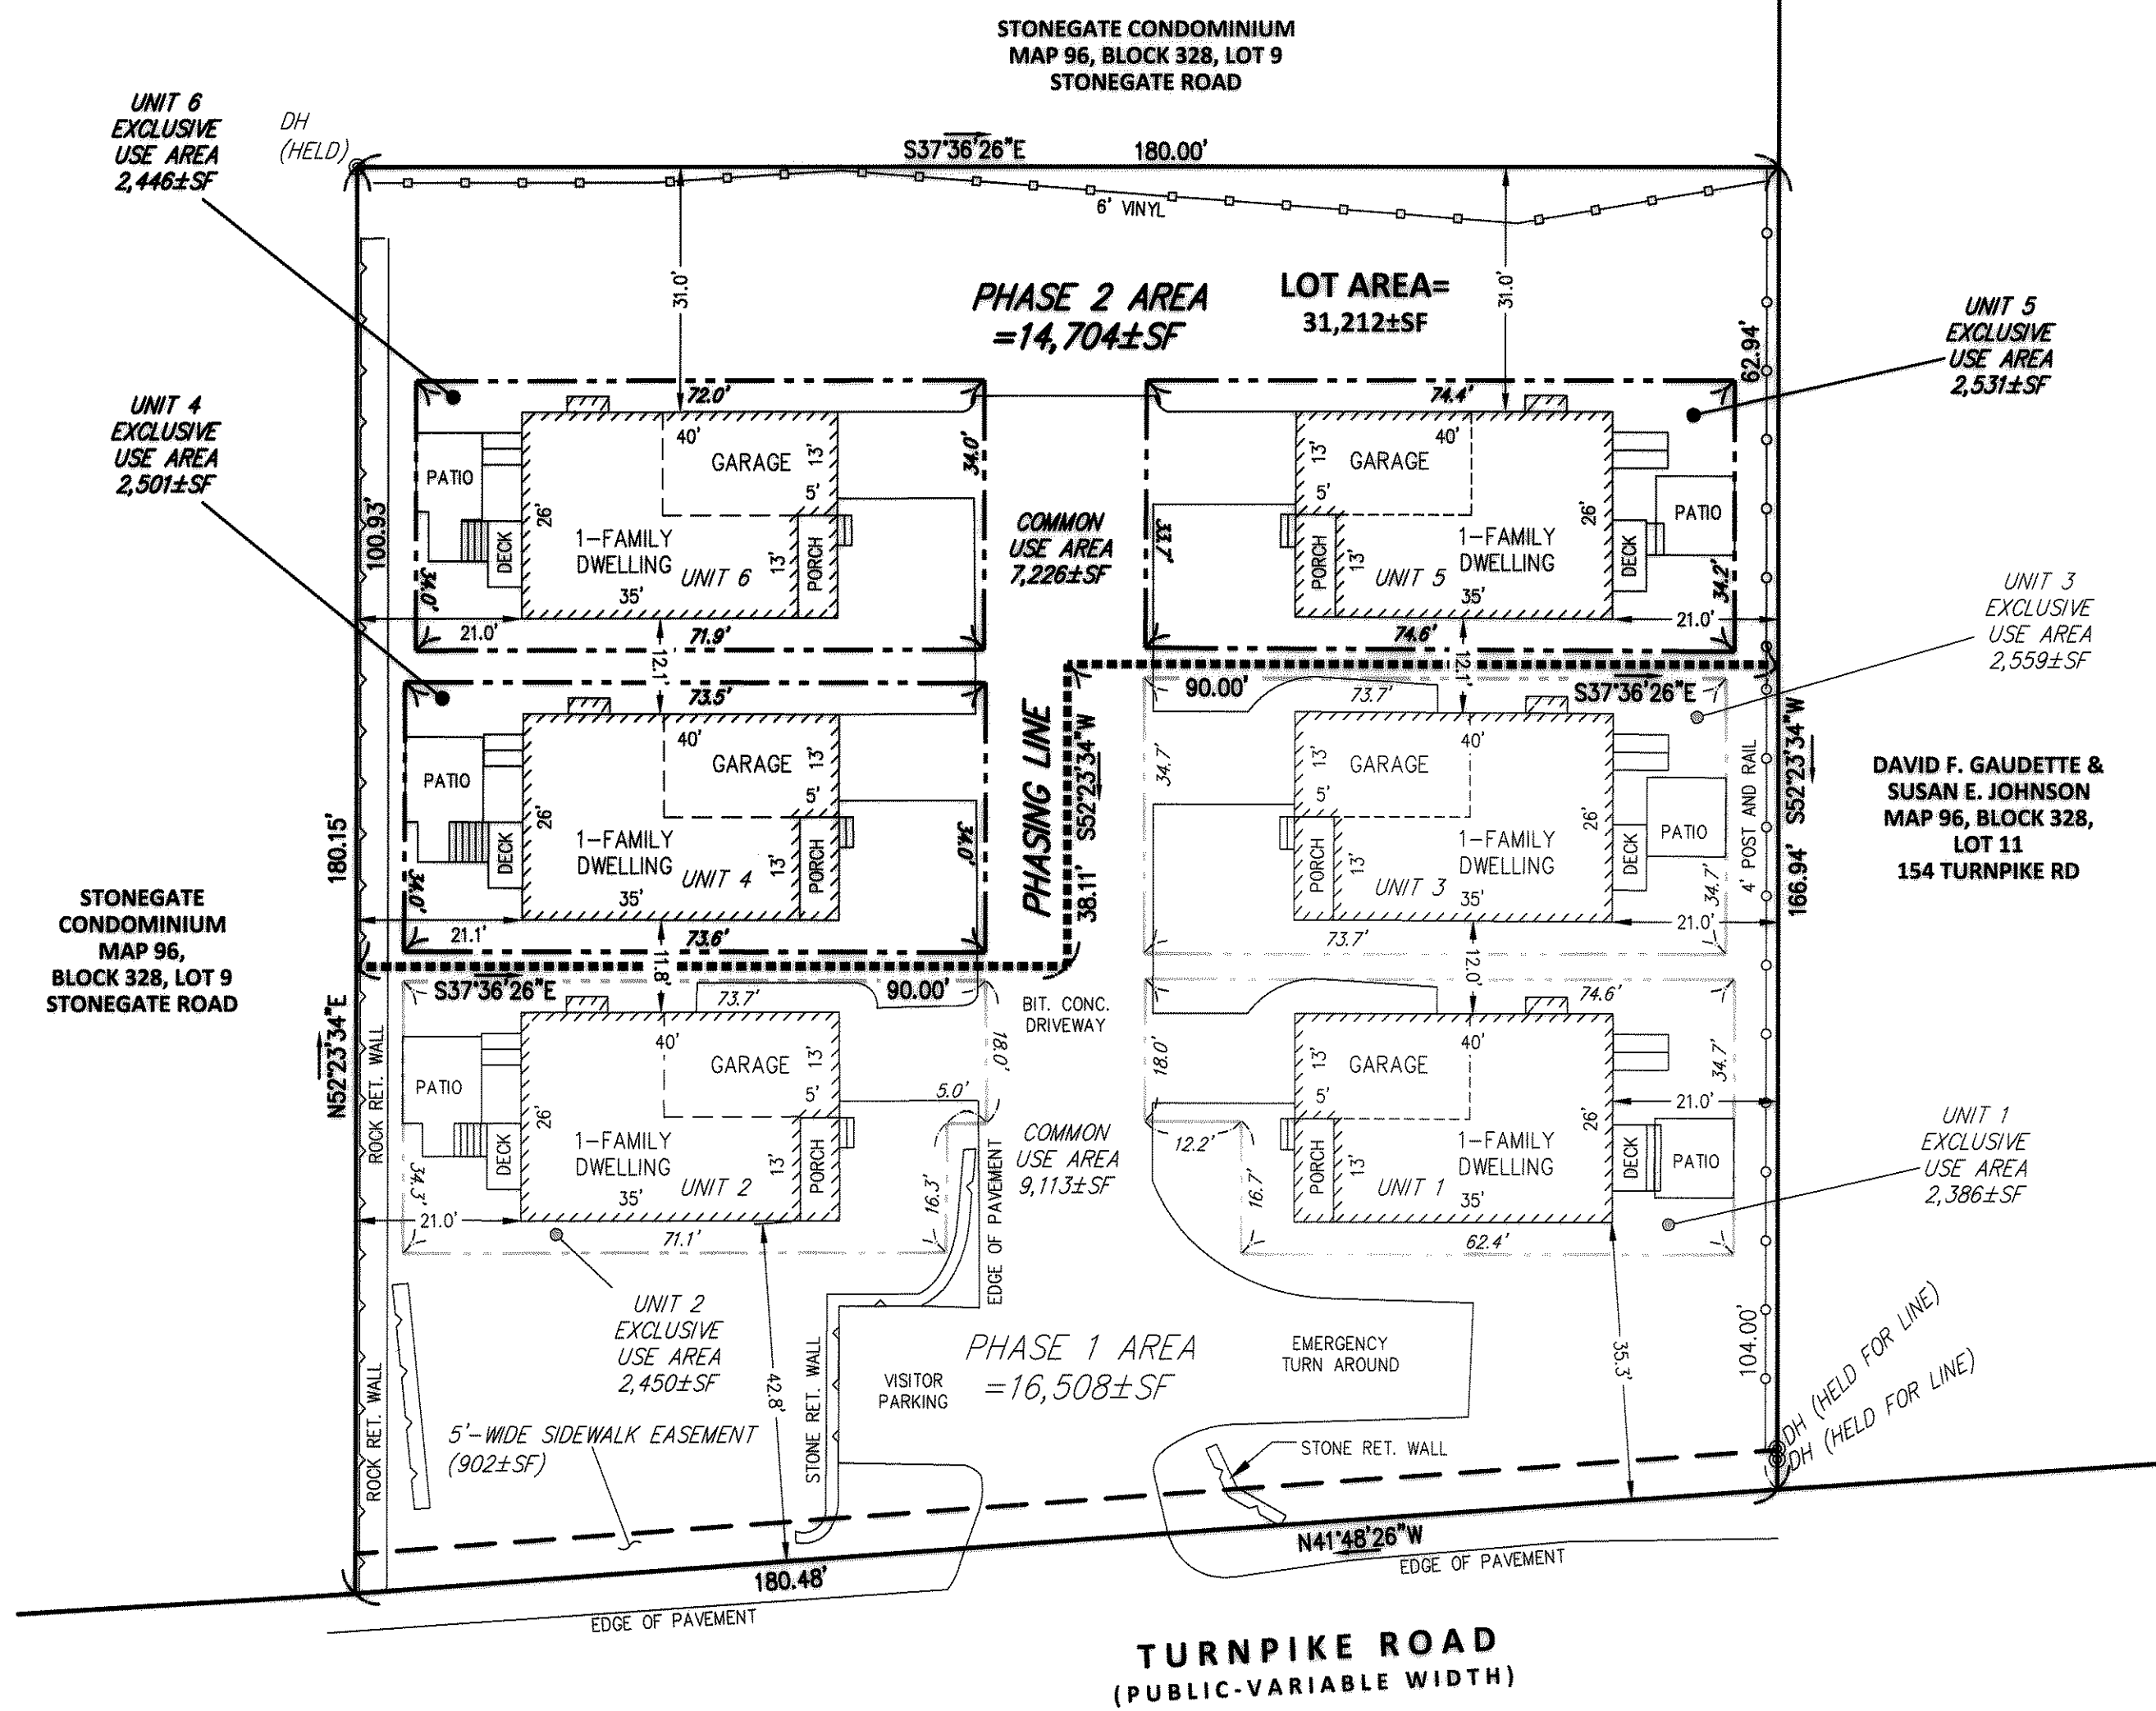 STONEGATE CONDOMINIUM
MAP 96, BLOCK 328, LOT 9
STONEGATE ROAD
UNIT 6
EXCLUSIVE
USE AREA
2,446±SF
DH
(HELD)
S37°36'26"E
180.00'
6' VINYL
31.0'
31.0'
PHASE 2 AREA
=14,704±SF
LOT AREA=
31,212±SF
62.94'
UNIT 5
EXCLUSIVE
USE AREA
2,531±SF
UNIT 4
EXCLUSIVE
USE AREA
2,501±SF
100.93'
72.0'
40'
GARAGE
13'
5'
34.0'
PATIO
26'
DECK
1-FAMILY
DWELLING
UNIT 6
13'
PORCH
35'
34.0'
21.0'
71.9'
12.1'
COMMON
USE AREA
7,226±SF
74.4'
40'
GARAGE
13'
5'
33.7'
26'
PATIO
PORCH
13'
1-FAMILY
DWELLING
UNIT 5
35'
DECK
34.2'
21.0'
74.6'
12.1'
UNIT 3
EXCLUSIVE
USE AREA
2,559±SF
73.5'
40'
GARAGE
13'
5'
34.0'
PATIO
26'
DECK
1-FAMILY
DWELLING
UNIT 4
13'
PORCH
35'
34.0'
21.1'
73.6'
11.8'
PHASING LINE
38.11'
S52°23'34"W
90.00'
S37°36'26"E
73.7'
34.7'
40'
GARAGE
13'
5'
26'
PATIO
PORCH
13'
1-FAMILY
DWELLING
UNIT 3
35'
DECK
34.7'
21.0'
73.7'
12.0'
4' POST AND RAIL
166.94'
S52°23'34"W
DAVID F. GAUDETTE &
SUSAN E. JOHNSON
MAP 96, BLOCK 328,
LOT 11
154 TURNPIKE RD
STONEGATE
CONDOMINIUM
MAP 96,
BLOCK 328, LOT 9
STONEGATE ROAD
180.15'
N52°23'34"E
ROCK RET. WALL
ROCK RET. WALL
S37°36'26"E
90.00'
73.7'
40'
GARAGE
13'
5'
5.0'
18.0'
PATIO
26'
DECK
1-FAMILY
DWELLING
UNIT 2
13'
PORCH
35'
34.3'
21.0'
71.1'
16.3'
42.8'
BIT. CONC.
DRIVEWAY
COMMON
USE AREA
9,113±SF
EDGE OF PAVEMENT
18.0'
12.2'
16.7'
74.6'
40'
GARAGE
13'
5'
26'
34.7'
21.0'
PORCH
13'
1-FAMILY
DWELLING
UNIT 1
35'
DECK
PATIO
62.4'
35.3'
UNIT 1
EXCLUSIVE
USE AREA
2,386±SF
UNIT 2
EXCLUSIVE
USE AREA
2,450±SF
STONE RET. WALL
VISITOR
PARKING
PHASE 1 AREA
=16,508±SF
EMERGENCY
TURN AROUND
104.00'
DH (HELD FOR LINE)
DH (HELD FOR LINE)
5'-WIDE SIDEWALK EASEMENT
(902±SF)
STONE RET. WALL
N41°48'26"W
180.48'
EDGE OF PAVEMENT
EDGE OF PAVEMENT
TURNPIKE ROAD
(PUBLIC-VARIABLE WIDTH)